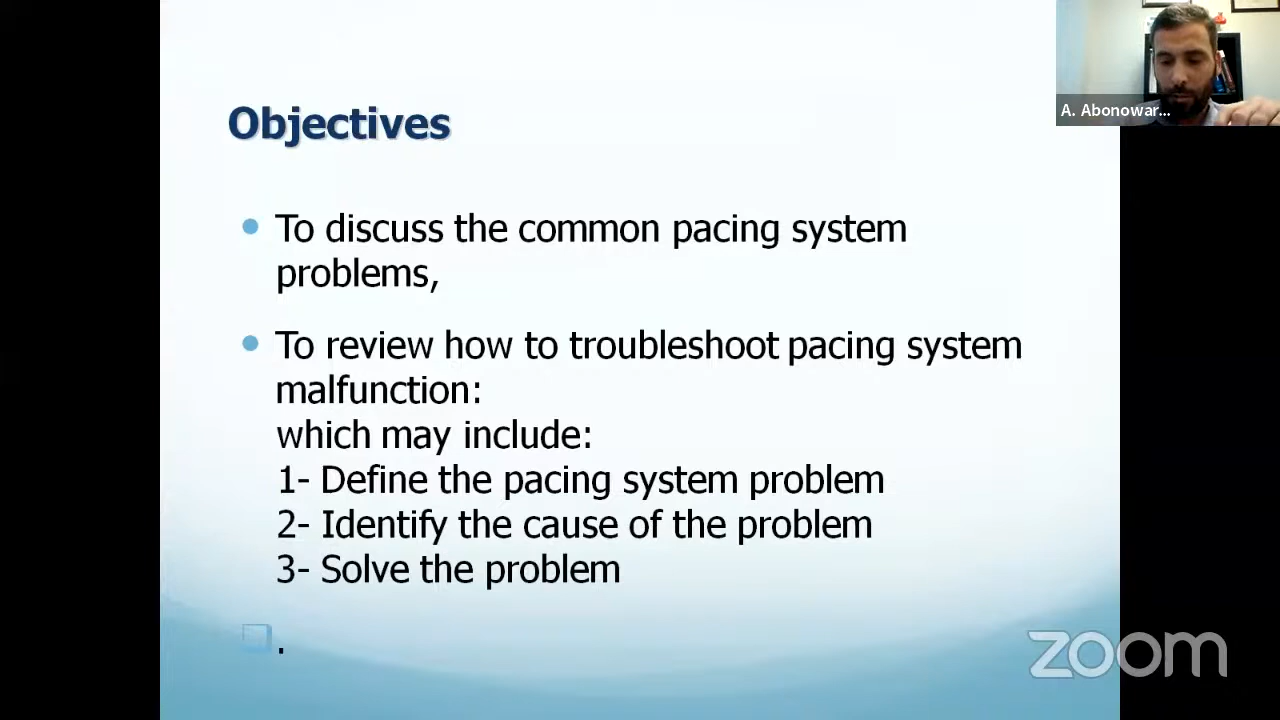 A. Abonowar...
Objectives
To discuss the common pacing system
problems,
To review how to troubleshoot pacing system
malfunction:
which may include:
1- Define the pacing system problem
2- Identify the cause of the problem
3- Solve the problem
.
zoom